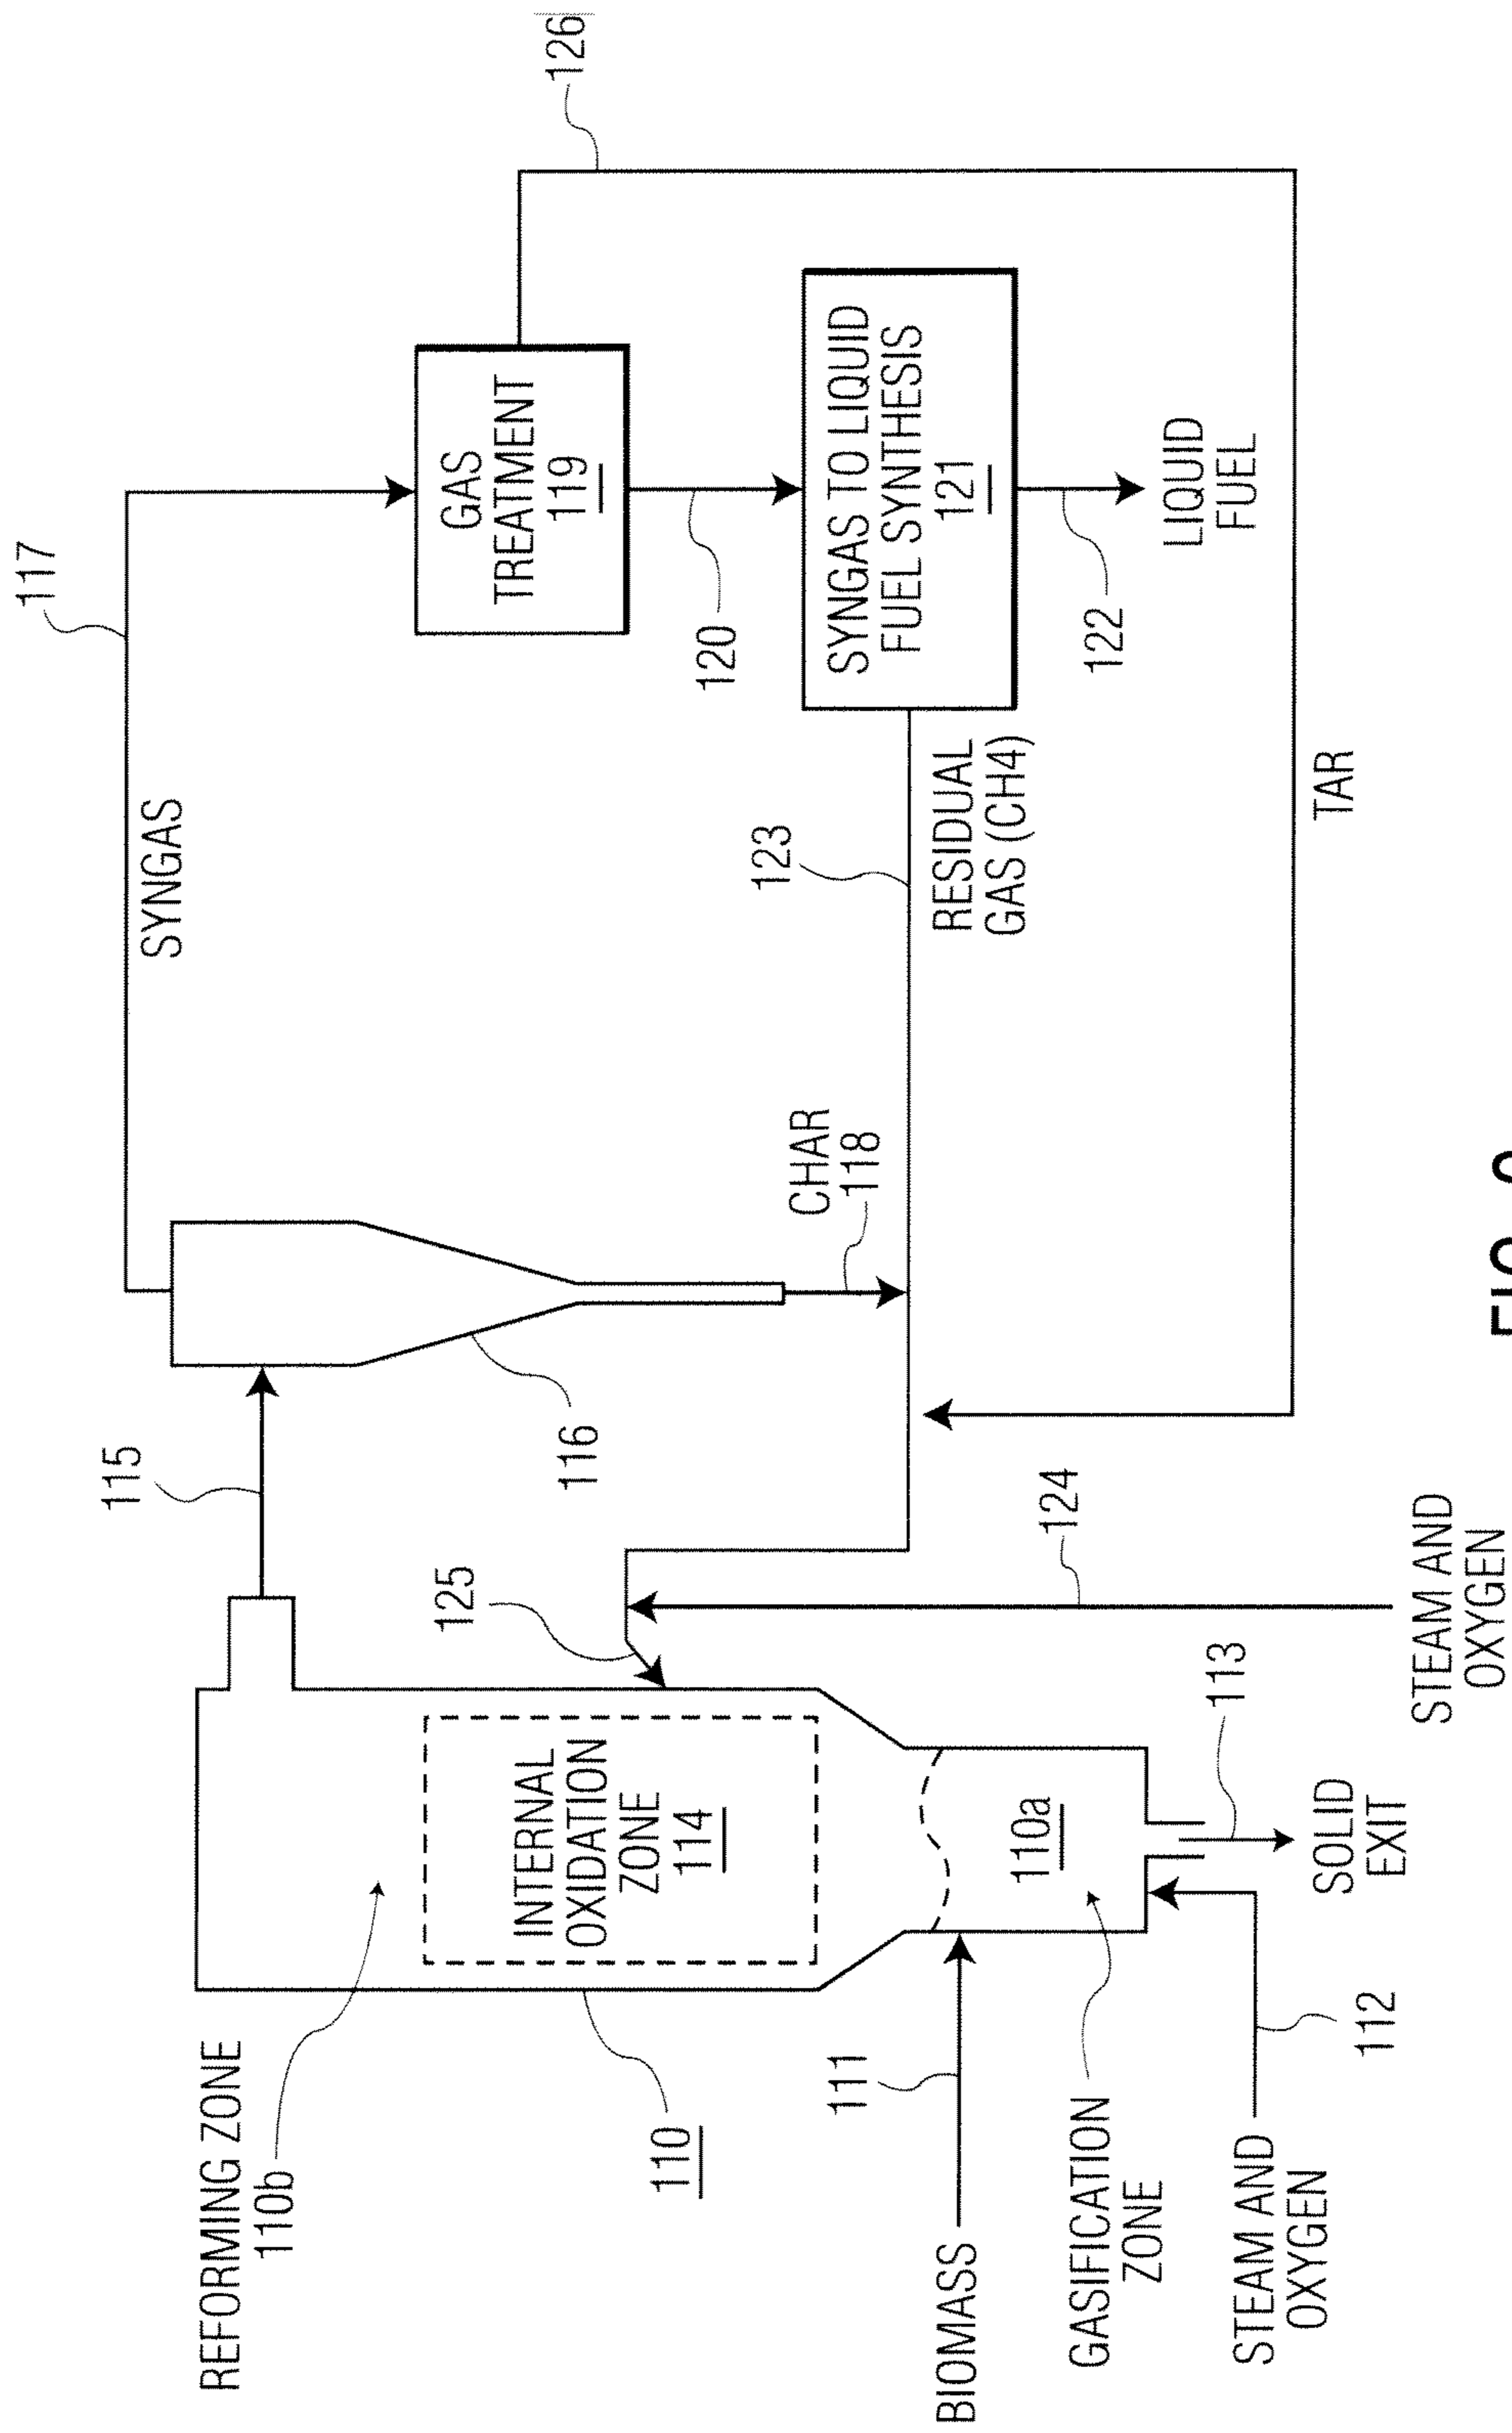 117
SYNGAS
115
REFORMING ZONE
110b
116
125
INTERNAL
OXIDATION
ZONE
114
110
GAS
TREATMENT
119
126
120
CHAR
118
123
RESIDUAL
GAS (CH4)
SYNGAS TO LIQUID
FUEL SYNTHESIS
121
122
LIQUID
FUEL
111
BIOMASS
110a
GASIFICATION
ZONE
124
113
TAR
STEAM AND
OXYGEN
112
SOLID
EXIT
STEAM AND
OXYGEN
FIG